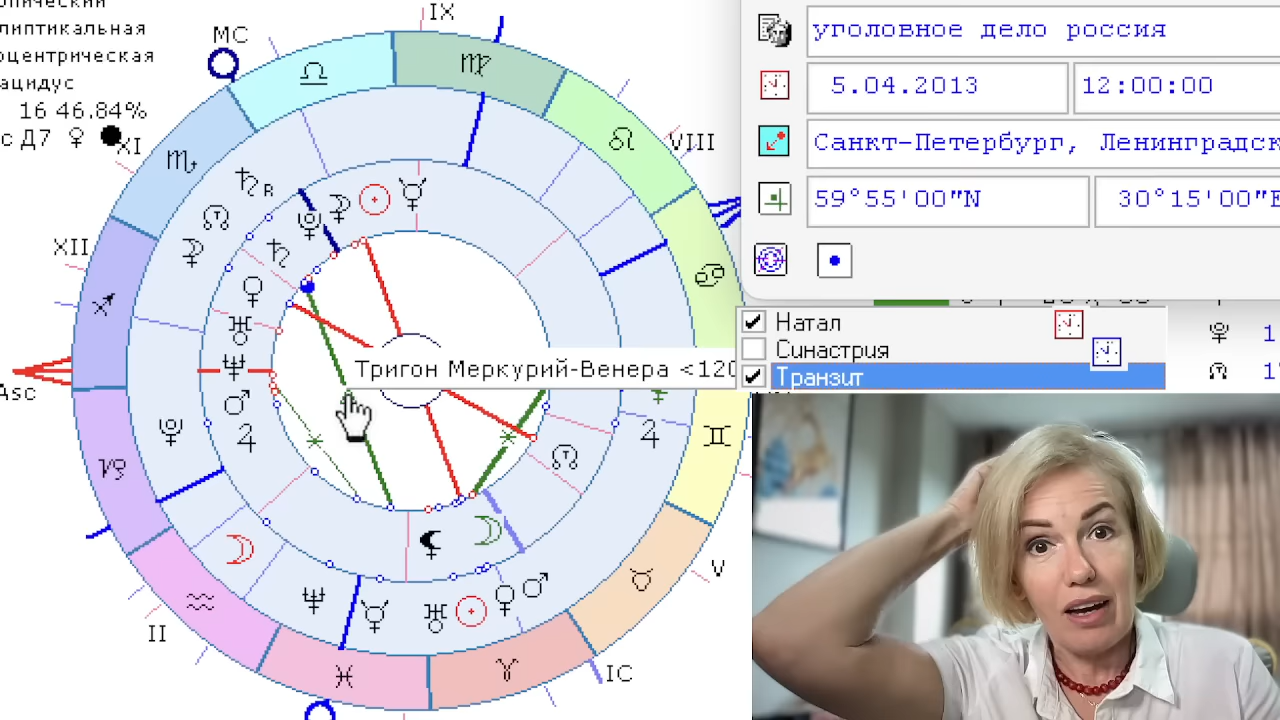 липтикальная
оцентрическая
ацидус
16 46.84%
с Д7
MC
IX
VIII
XI
XII
Asc
II
IC
V
Тригон Меркурий-Венера <120
уголовное дело россия
5.04.2013
12:00:00
Санкт-Петербург, Ленинградск
59°55'00"N
30°15'00"E
Натал
Синастрия
Транзит